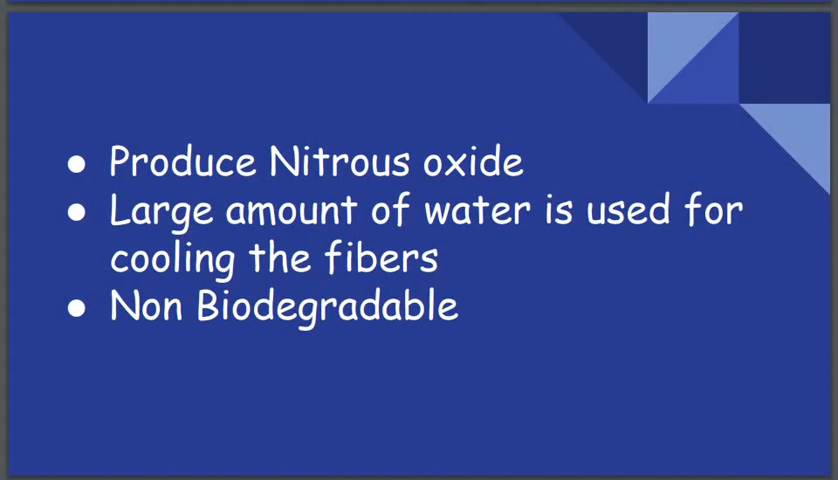 ● Produce Nitrous oxide
● Large amount of water is used for
cooling the fibers
● Non Biodegradable